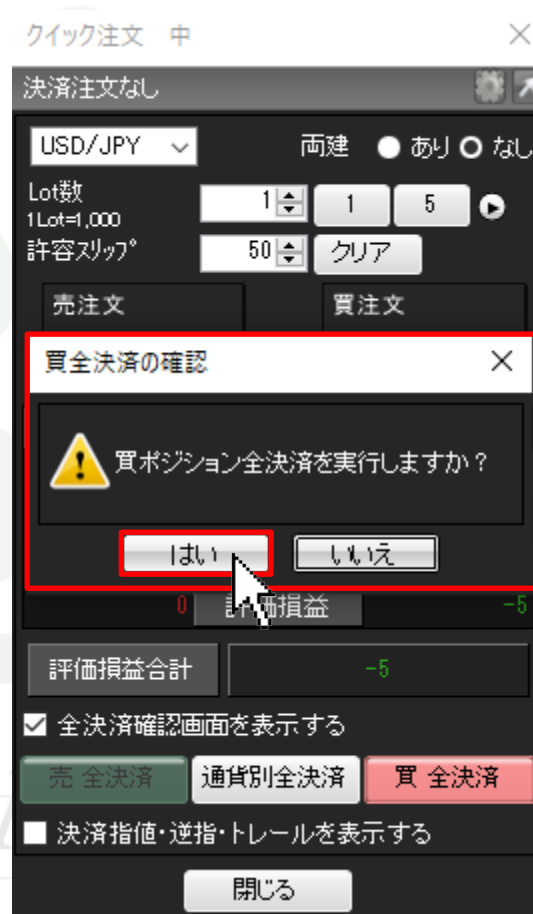 クイック注文 中
決済注文なし
USD/JPY 両建 あり なし
Lot数 1 1 5
1Lot=1,000
許容スリップ 50 クリア
売注文 買注文
買全決済の確認
買ポジション全決済を実行しますか?
はい いいえ
0 評価損益 -5
評価損益合計 -5
全決済確認画面を表示する
売 全決済 通貨別全決済 買 全決済
決済指値・逆指・トレールを表示する
閉じる